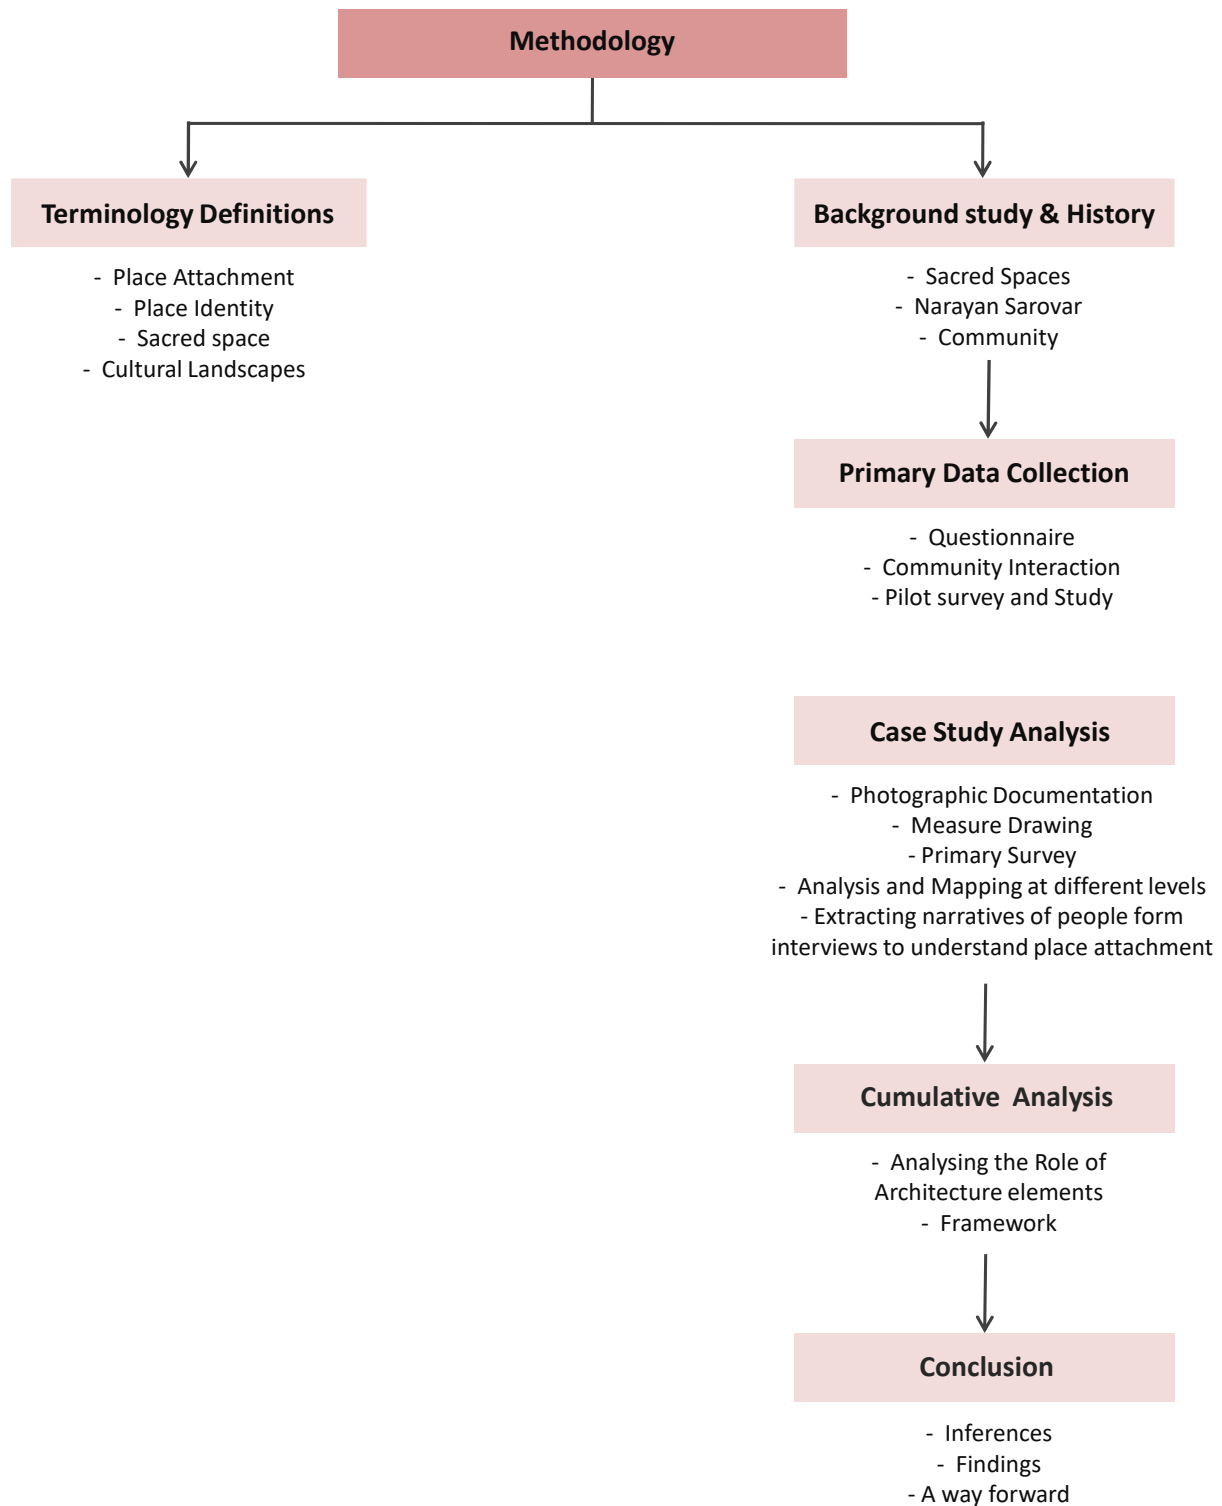 Methodology
Terminology Definitions
- Place Attachment
- Place Identity
- Sacred space
- Cultural Landscapes
Background study & History
- Sacred Spaces
- Narayan Sarovar
- Community
Primary Data Collection
- Questionnaire
- Community Interaction
- Pilot survey and Study
Case Study Analysis
- Photographic Documentation
- Measure Drawing
- Primary Survey
- Analysis and Mapping at different levels
- Extracting narratives of people form
interviews to understand place attachment
Cumulative Analysis
- Analysing the Role of
Architecture elements
- Framework
Conclusion
- Inferences
- Findings
- A way forward